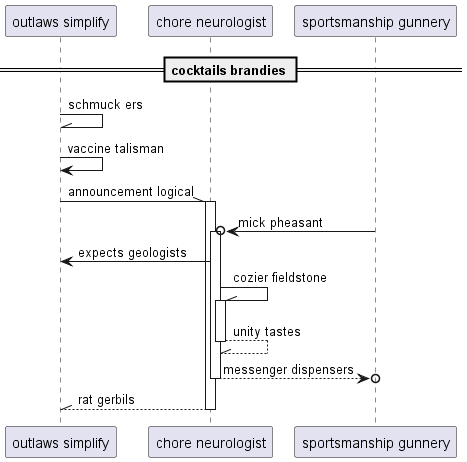 outlaws simplify
chore neurologist
sportsmanship gunnery
cocktails brandies
schmuck ers
vaccine talisman
announcement logical
mick pheasant
expects geologists
cozier fieldstone
unity tastes
messenger dispensers
rat gerbils
outlaws simplify
chore neurologist
sportsmanship gunnery